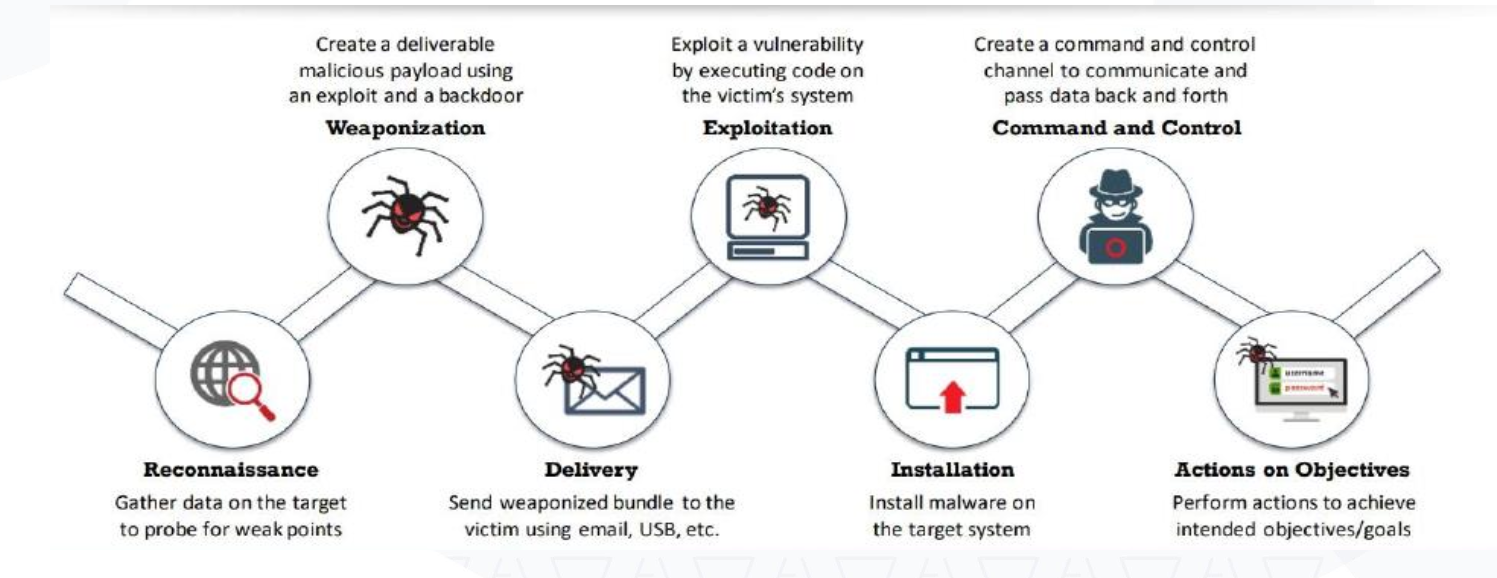 Create a deliverable
malicious payload using
an exploit and a backdoor
Weaponization
Exploit a vulnerability
by executing code on
the victim's system
Exploitation
Create a command and control
channel to communicate and
pass data back and forth
Command and Control
username
password
Reconnaissance
Gather data on the target
to probe for weak points
Delivery
Send weaponized bundle to the
victim using email, USB, etc.
Installation
Install malware on
the target system
Actions on Objectives
Perform actions to achieve
intended objectives/goals